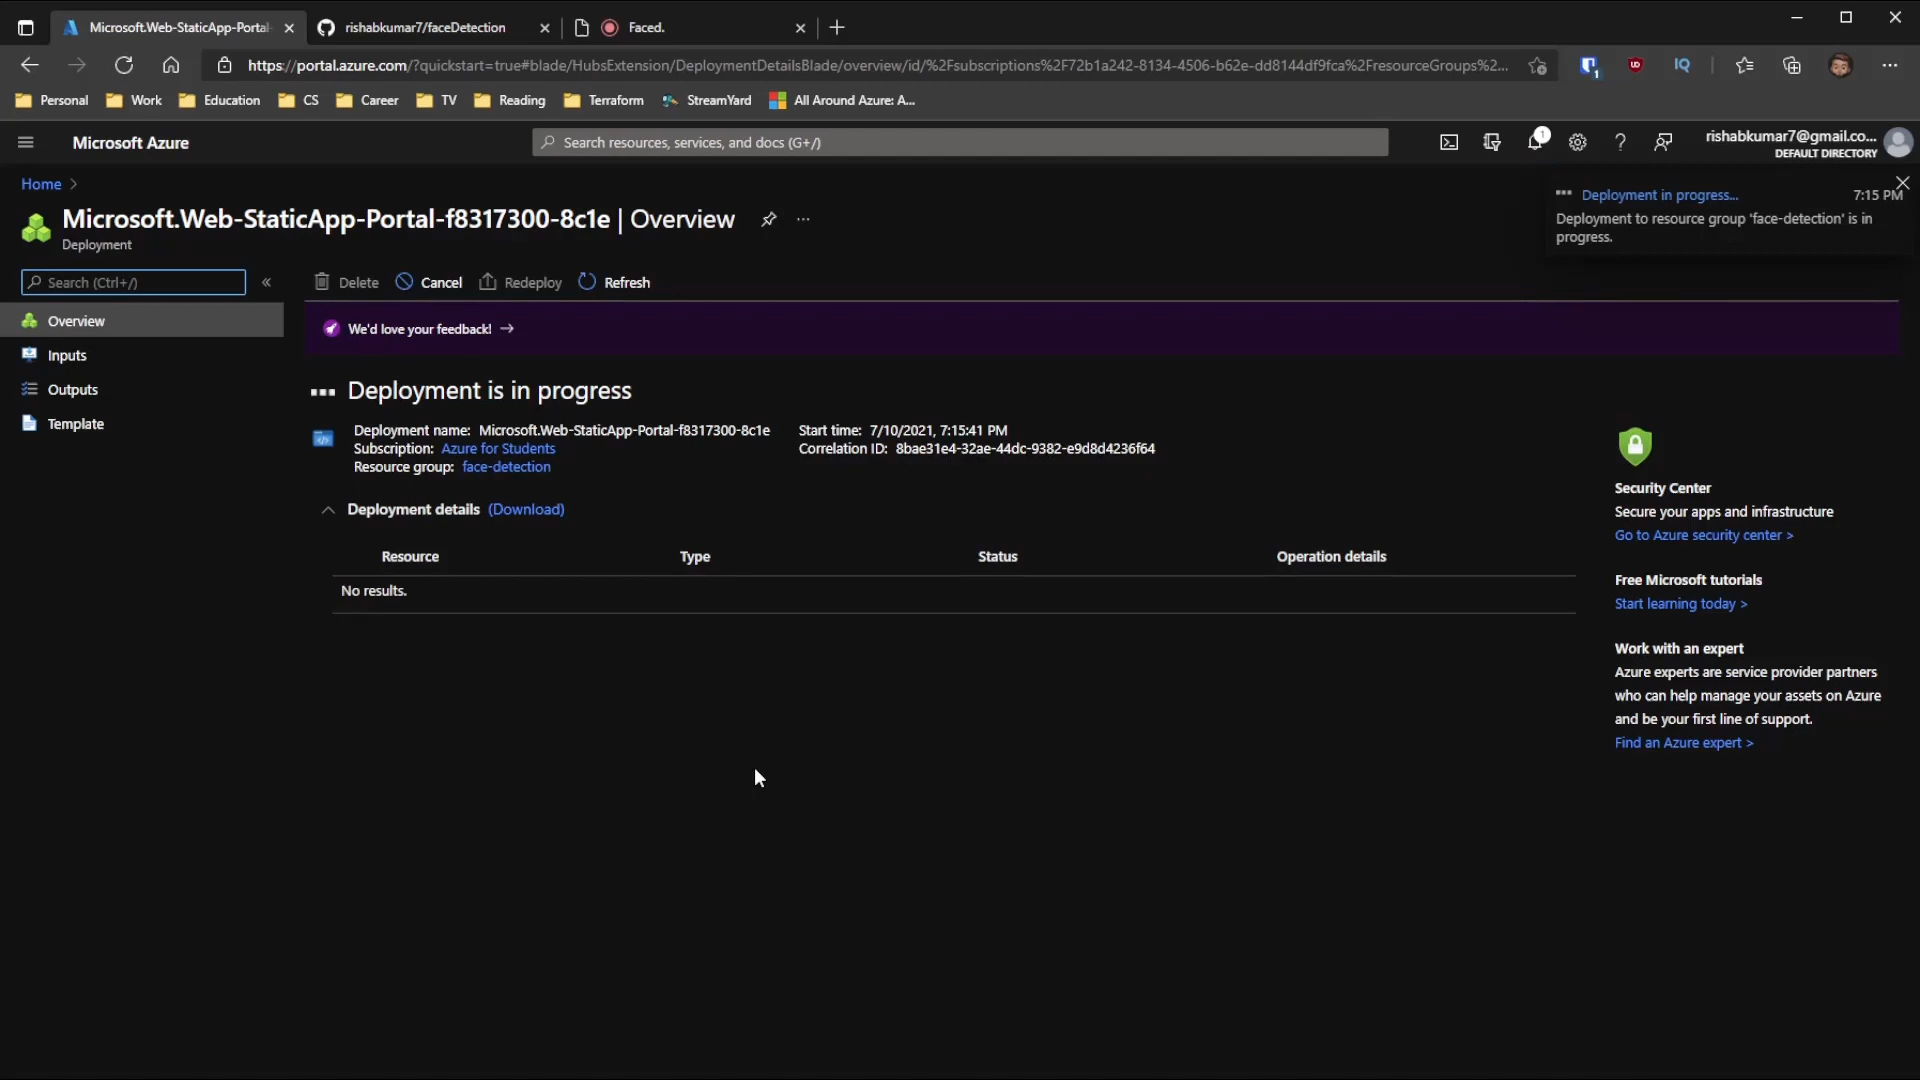 Microsoft.Web-StaticApp-Portal-
rishabkumar7/faceDetection
Faced.
https://portal.azure.com/?quickstart=true#blade/HubsExtension/DeploymentDetailsBlade/overview/id/%2Fsubscriptions%2F72b1a242-8134-4506-b62e-dd8144df9fca%2FresourceGroups%2...
Personal Work Education CS Career TV Reading Terraform StreamYard All Around Azure: A...
Microsoft Azure
Search resources, services, and docs (G+/)
1
rishabkumar7@gmail.co...
DEFAULT DIRECTORY
Home
Deployment in progress... 7:15 PM
Deployment to resource group 'face-detection' is in
progress.
Microsoft.Web-StaticApp-Portal-f8317300-8c1e | Overview
Deployment
Search (Ctrl+/)
Delete Cancel Redeploy Refresh
Overview
Inputs
Outputs
Template
We'd love your feedback! →
Deployment is in progress
Deployment name: Microsoft.Web-StaticApp-Portal-f8317300-8c1e
Subscription: Azure for Students
Resource group: face-detection
Start time: 7/10/2021, 7:15:41 PM
Correlation ID: 8bae31e4-32ae-44dc-9382-e9d8d4236f64
Deployment details (Download)
Resource Type Status Operation details
No results.
Security Center
Secure your apps and infrastructure
Go to Azure security center >
Free Microsoft tutorials
Start learning today >
Work with an expert
Azure experts are service provider partners
who can help manage your assets on Azure
and be your first line of support.
Find an Azure expert >